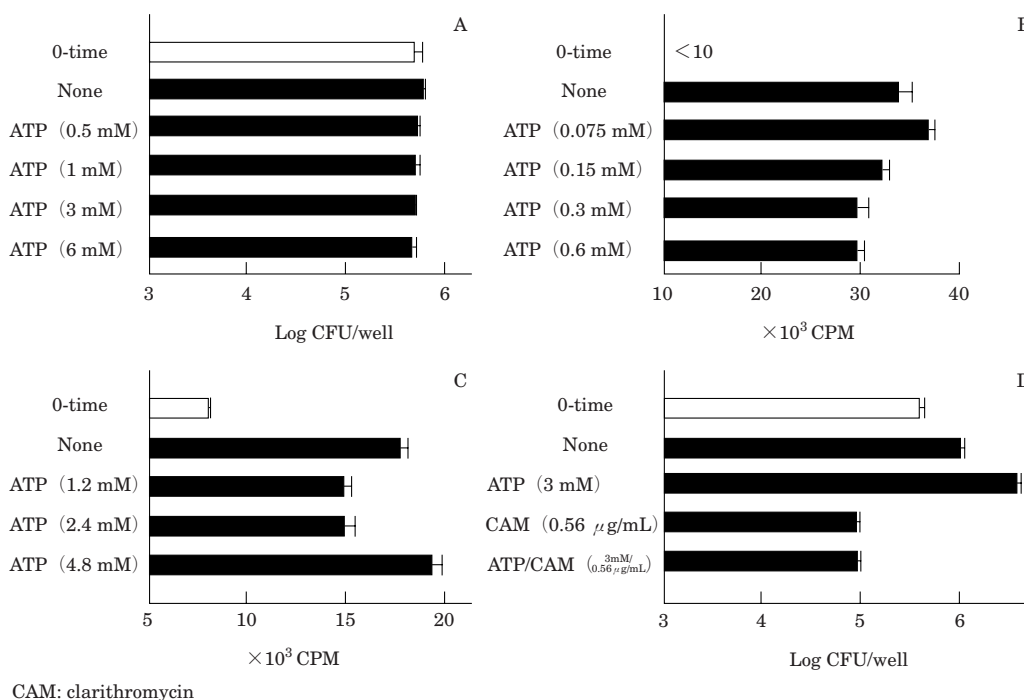 A
0-time
None
ATP (0.5 mM)
ATP (1 mM)
ATP (3 mM)
ATP (6 mM)
3 4 5 6
Log CFU/well
B
0-time <10
None
ATP (0.075 mM)
ATP (0.15 mM)
ATP (0.3 mM)
ATP (0.6 mM)
10 20 30 40
×10³ CPM
C
0-time
None
ATP (1.2 mM)
ATP (2.4 mM)
ATP (4.8 mM)
5 10 15 20
×10³ CPM
D
0-time
None
ATP (3 mM)
CAM (0.56 μg/mL)
ATP/CAM (3mM/0.56μg/mL)
3 4 5 6
Log CFU/well
CAM: clarithromycin